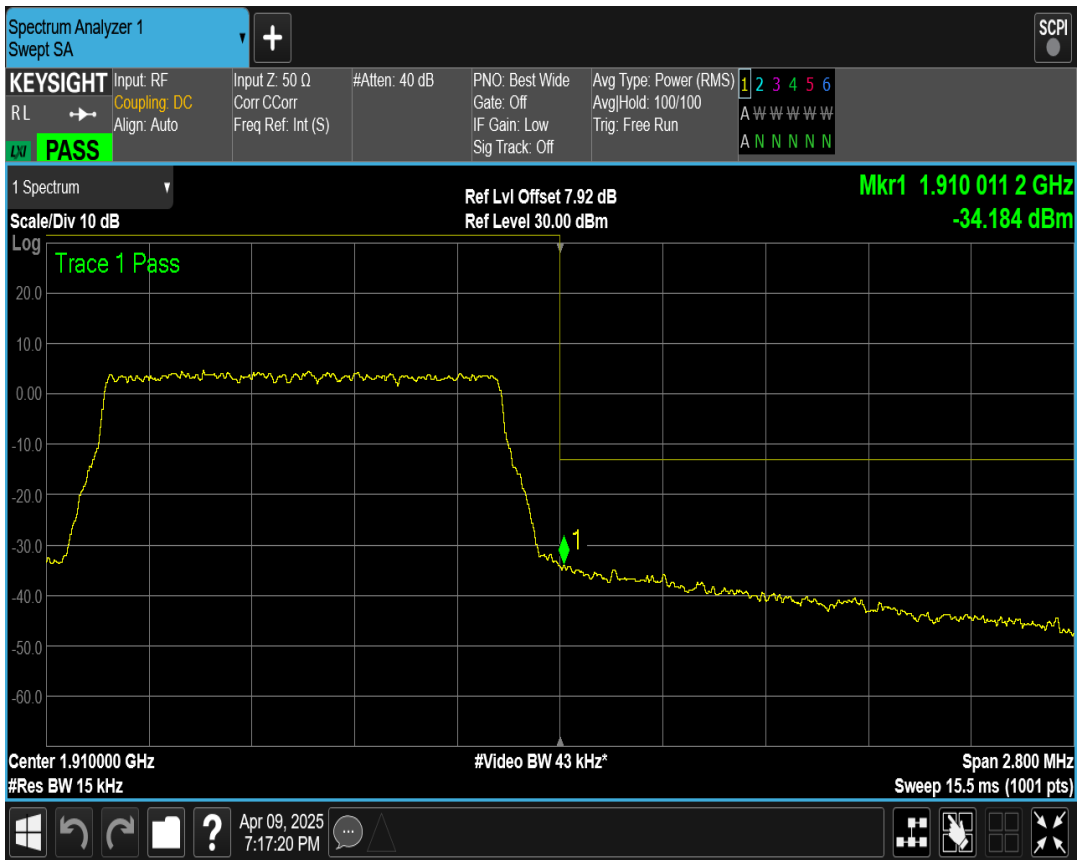 Spectrum Analyzer 1
Swept SA
SCPI
KEYSIGHT
RL
LXI PASS
Input: RF
Coupling: DC
Align: Auto
Input Z: 50 Ω
Corr CCorr
Freq Ref: Int (S)
#Atten: 40 dB
PNO: Best Wide
Gate: Off
IF Gain: Low
Sig Track: Off
Avg Type: Power (RMS)
Avg|Hold: 100/100
Trig: Free Run
1 2 3 4 5 6
A W W W W W
A N N N N N
1 Spectrum
Scale/Div 10 dB
Ref Lvl Offset 7.92 dB
Ref Level 30.00 dBm
Mkr1 1.910 011 2 GHz
-34.184 dBm
Log
Trace 1 Pass
20.0
10.0
0.00
-10.0
-20.0
-30.0
1
-40.0
-50.0
-60.0
Center 1.910000 GHz
#Video BW 43 kHz*
Span 2.800 MHz
#Res BW 15 kHz
Sweep 15.5 ms (1001 pts)
?
Apr 09, 2025
7:17:20 PM